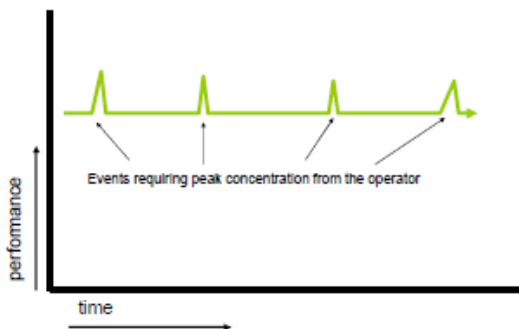 Events requiring peak concentration from the operator
performance
time